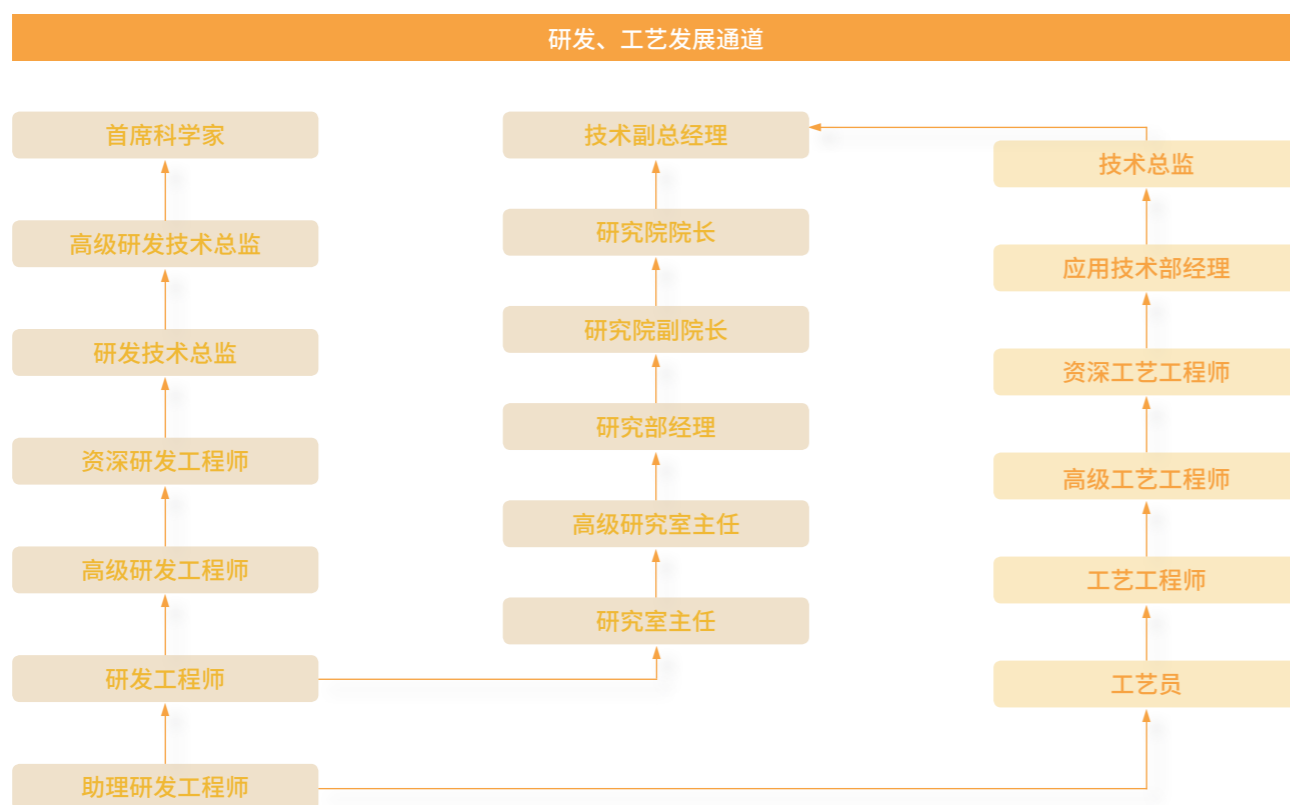 研发、工艺发展通道
首席科学家
高级研发技术总监
研发技术总监
资深研发工程师
高级研发工程师
研发工程师
助理研发工程师
技术副总经理
研究院院长
研究院副院长
研究部经理
高级研究室主任
研究室主任
技术总监
应用技术部经理
资深工艺工程师
高级工艺工程师
工艺工程师
工艺员